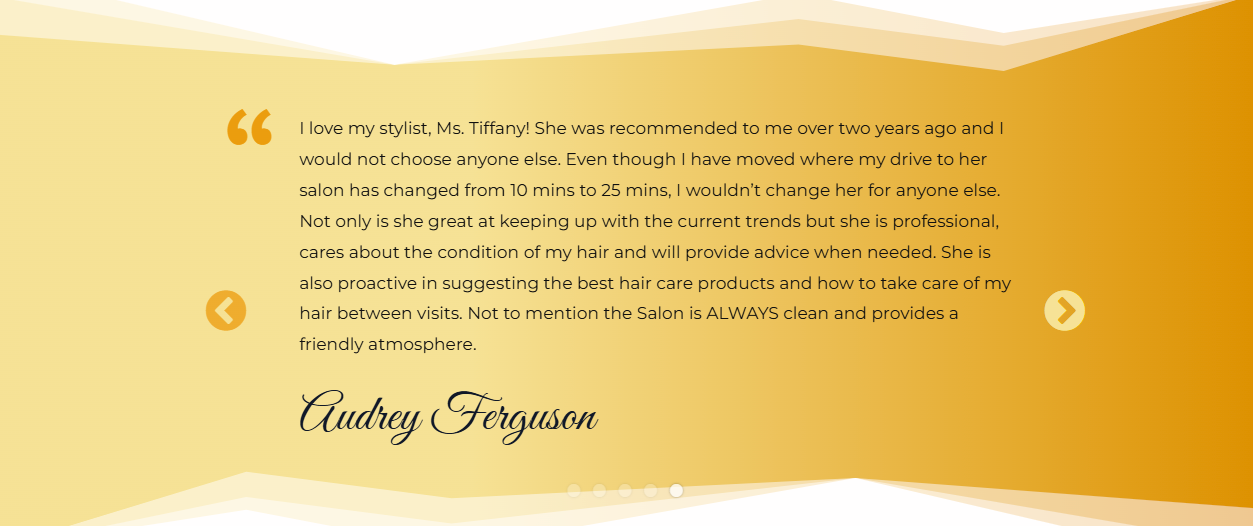 “
I love my stylist, Ms. Tiffany! She was recommended to me over two years ago and I
would not choose anyone else. Even though I have moved where my drive to her
salon has changed from 10 mins to 25 mins, I wouldn’t change her for anyone else.
Not only is she great at keeping up with the current trends but she is professional,
cares about the condition of my hair and will provide advice when needed. She is
also proactive in suggesting the best hair care products and how to take care of my
hair between visits. Not to mention the Salon is ALWAYS clean and provides a
friendly atmosphere.
Audrey Ferguson